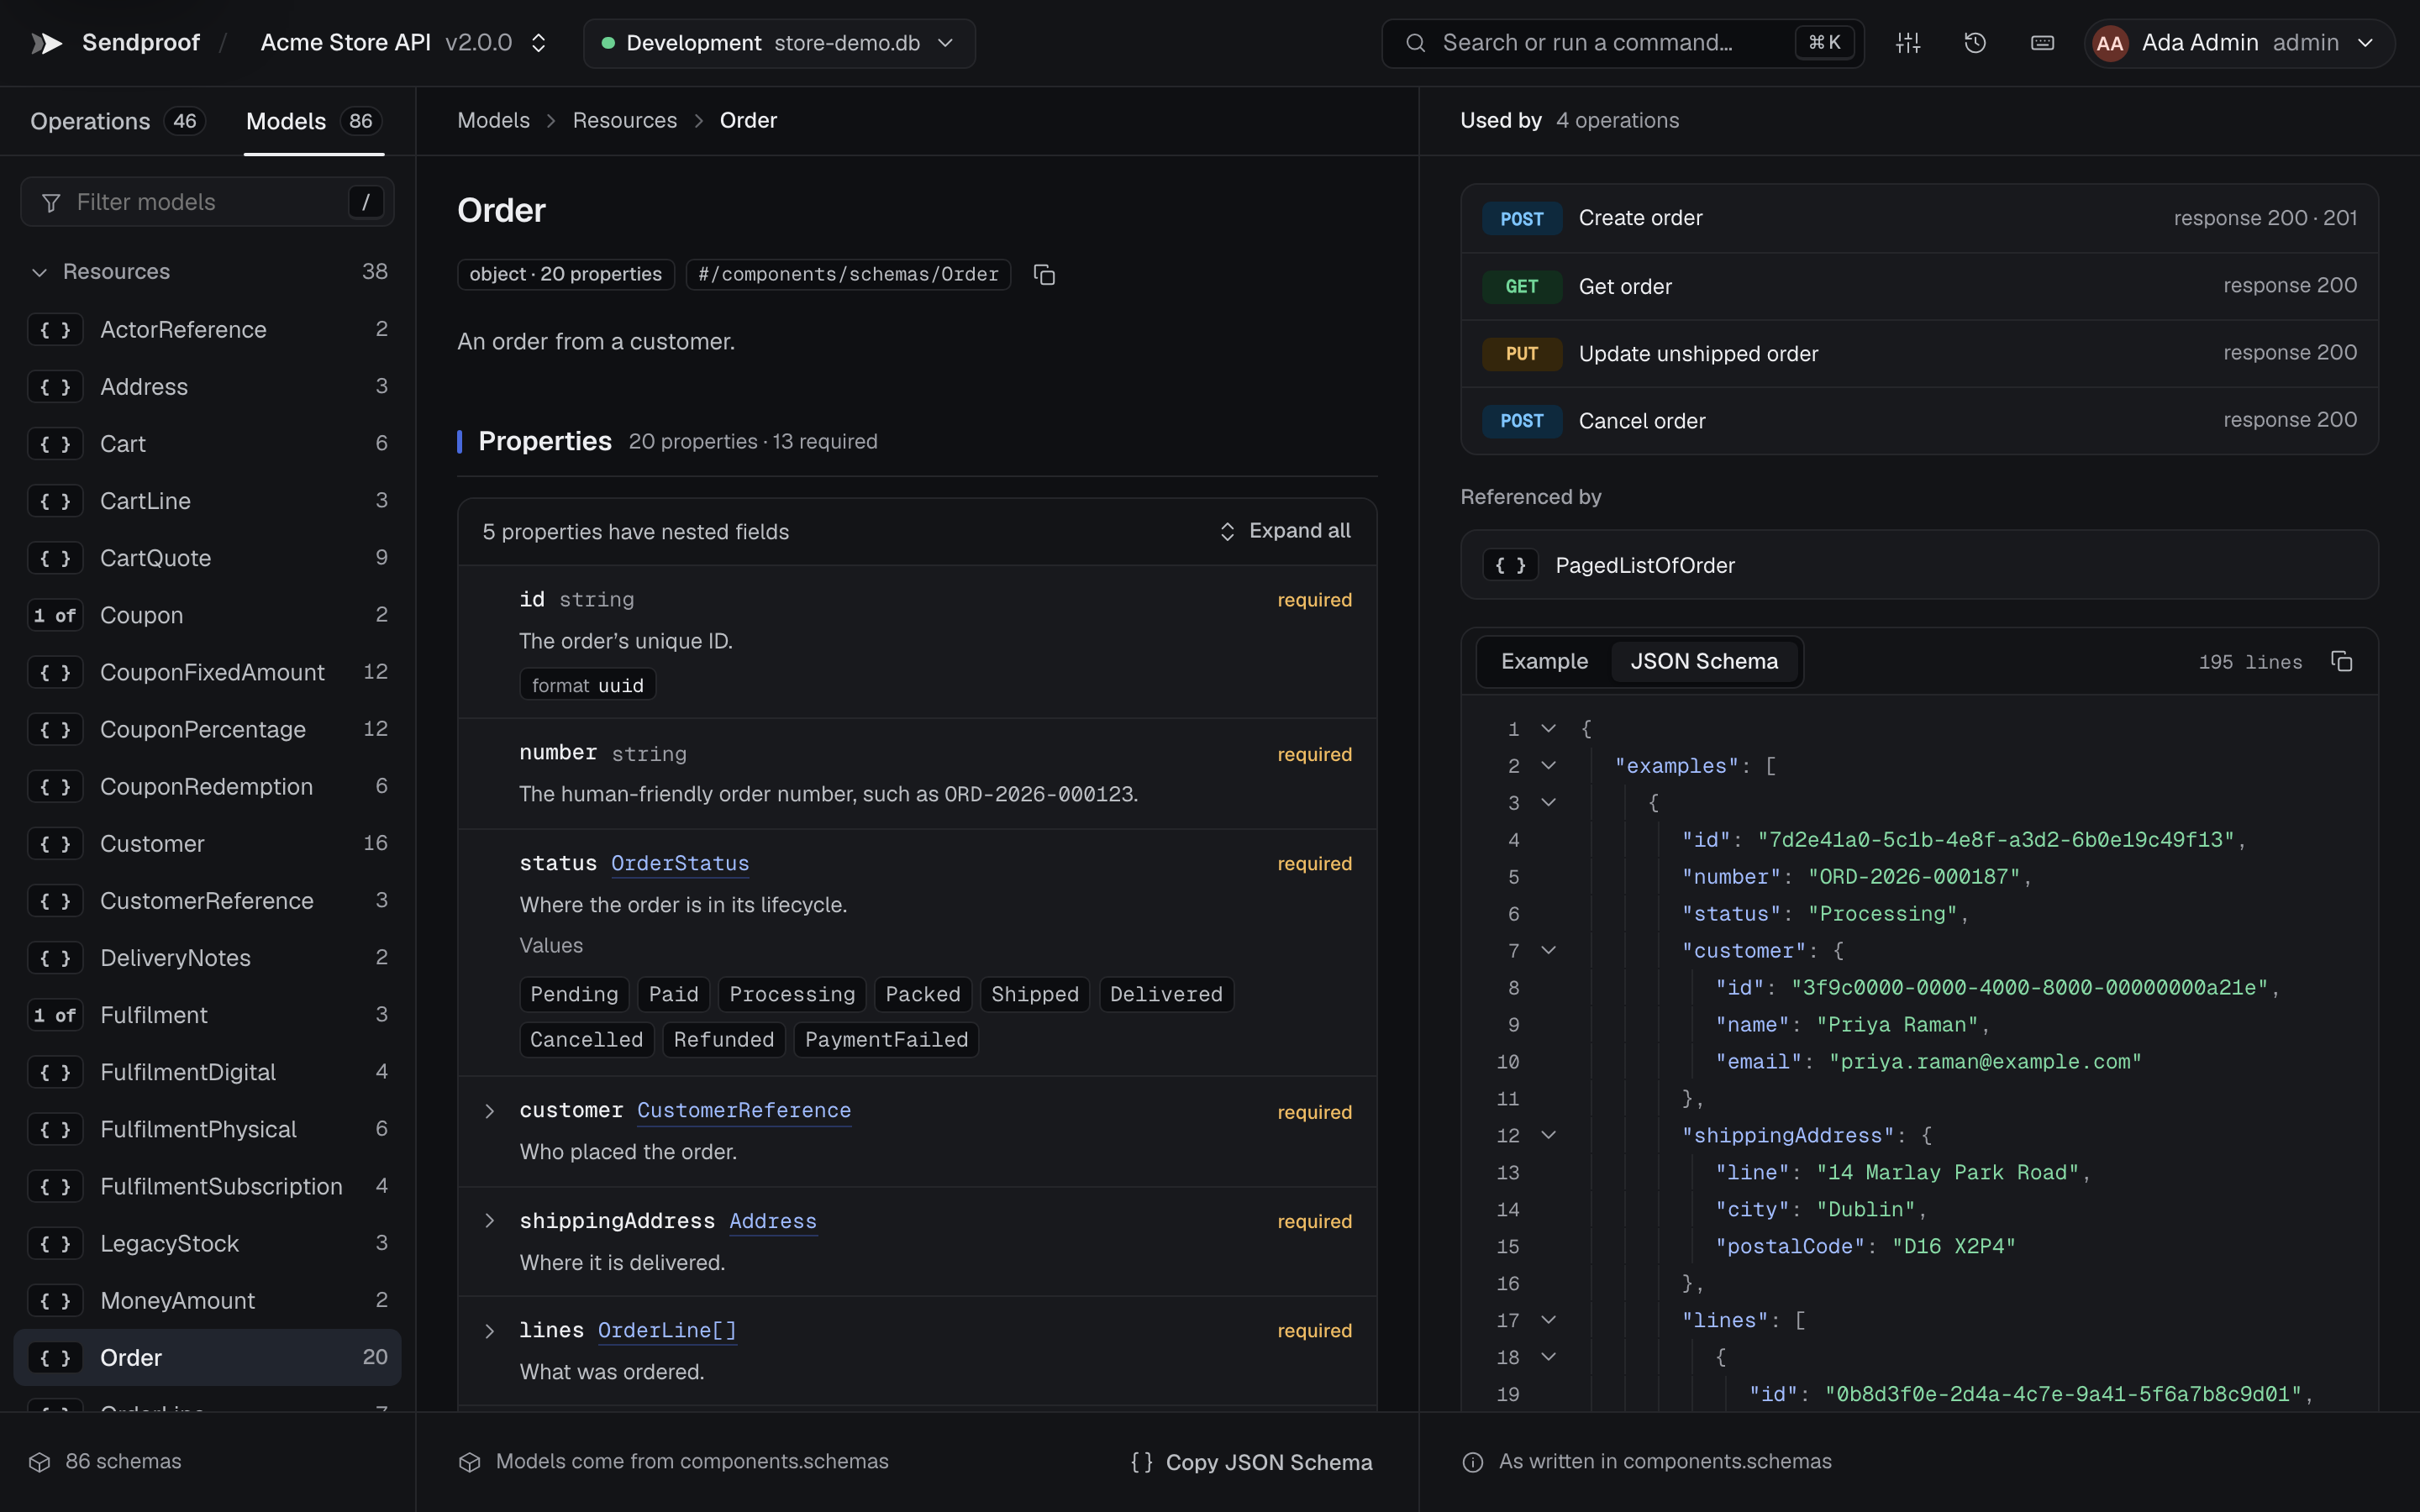 Sendproof / Acme Store API v2.0.0
Development store-demo.db
Search or run a command... ⌘K
AA Ada Admin admin
Operations 46 Models 86
Filter models /
Resources 38
{ } ActorReference 2
{ } Address 3
{ } Cart 6
{ } CartLine 3
{ } CartQuote 9
1 of Coupon 2
{ } CouponFixedAmount 12
{ } CouponPercentage 12
{ } CouponRedemption 6
{ } Customer 16
{ } CustomerReference 3
{ } DeliveryNotes 2
1 of Fulfilment 3
{ } FulfilmentDigital 4
{ } FulfilmentPhysical 6
{ } FulfilmentSubscription 4
{ } LegacyStock 3
{ } MoneyAmount 2
{ } Order 20
{ } OrderLine 7
86 schemas
Models > Resources > Order
Order
object · 20 properties #/components/schemas/Order
An order from a customer.
Properties 20 properties · 13 required
5 properties have nested fields Expand all
id string required
The order’s unique ID.
format uuid
number string required
The human-friendly order number, such as ORD-2026-000123.
status OrderStatus required
Where the order is in its lifecycle.
Values
Pending Paid Processing Packed Shipped Delivered
Cancelled Refunded PaymentFailed
customer CustomerReference required
Who placed the order.
shippingAddress Address required
Where it is delivered.
lines OrderLine[] required
What was ordered.
Models come from components.schemas { } Copy JSON Schema
Used by 4 operations
POST Create order response 200 · 201
GET Get order response 200
PUT Update unshipped order response 200
POST Cancel order response 200
Referenced by
{ } PagedListOfOrder
Example JSON Schema 195 lines
1 {
2 "examples": [
3 {
4 "id": "7d2e41a0-5c1b-4e8f-a3d2-6b0e19c49f13",
5 "number": "ORD-2026-000187",
6 "status": "Processing",
7 "customer": {
8 "id": "3f9c0000-0000-4000-8000-00000000a21e",
9 "name": "Priya Raman",
10 "email": "priya.raman@example.com"
11 },
12 "shippingAddress": {
13 "line": "14 Marlay Park Road",
14 "city": "Dublin",
15 "postalCode": "D16 X2P4"
16 },
17 "lines": [
18 {
19 "id": "0b8d3f0e-2d4a-4c7e-9a41-5f6a7b8c9d01",
As written in components.schemas